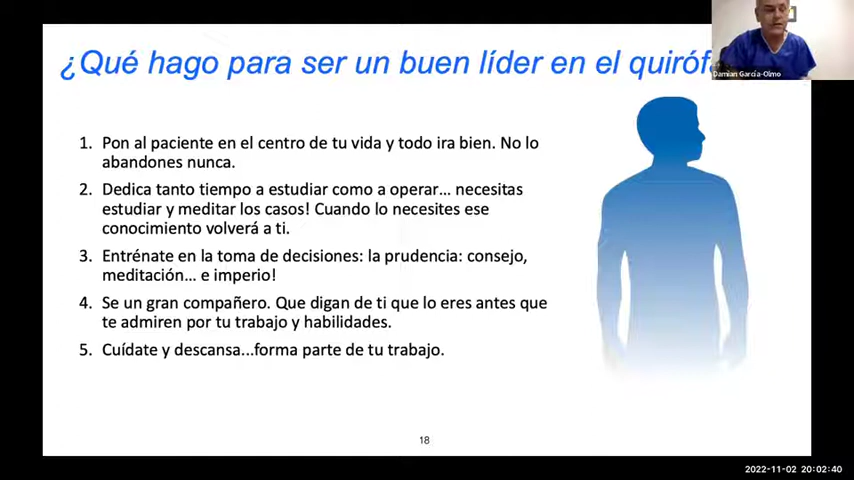 ¿Qué hago para ser un buen líder en el quiróf
Damian García-Olmo
1. Pon al paciente en el centro de tu vida y todo ira bien. No lo
abandones nunca.
2. Dedica tanto tiempo a estudiar como a operar... necesitas
estudiar y meditar los casos! Cuando lo necesites ese
conocimiento volverá a ti.
3. Entrénate en la toma de decisiones: la prudencia: consejo,
meditación... e imperio!
4. Se un gran compañero. Que digan de ti que lo eres antes que
te admiren por tu trabajo y habilidades.
5. Cuídate y descansa...forma parte de tu trabajo.
18
2022-11-02 20:02:40